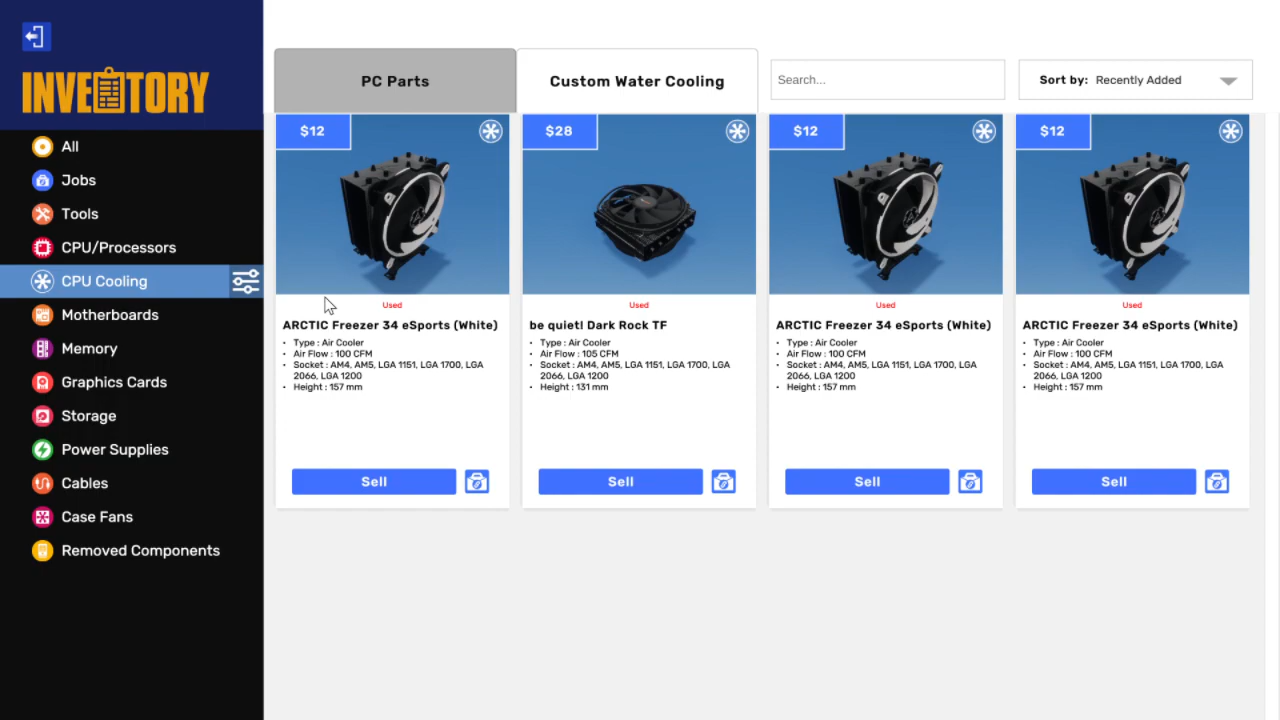 INVENTORY
All
Jobs
Tools
CPU/Processors
CPU Cooling
Motherboards
Memory
Graphics Cards
Storage
Power Supplies
Cables
Case Fans
Removed Components
PC Parts
Custom Water Cooling
Search...
Sort by: Recently Added
$12
Used
ARCTIC Freezer 34 eSports (White)
• Type : Air Cooler
• Air Flow : 100 CFM
• Socket : AM4, AM5, LGA 1151, LGA 1700, LGA
2066, LGA 1200
• Height : 157 mm
Sell
$28
Used
be quiet! Dark Rock TF
• Type : Air Cooler
• Air Flow : 105 CFM
• Socket : AM4, AM5, LGA 1151, LGA 1700, LGA
2066, LGA 1200
• Height : 131 mm
Sell
$12
Used
ARCTIC Freezer 34 eSports (White)
• Type : Air Cooler
• Air Flow : 100 CFM
• Socket : AM4, AM5, LGA 1151, LGA 1700, LGA
2066, LGA 1200
• Height : 157 mm
Sell
$12
Used
ARCTIC Freezer 34 eSports (White)
• Type : Air Cooler
• Air Flow : 100 CFM
• Socket : AM4, AM5, LGA 1151, LGA 1700, LGA
2066, LGA 1200
• Height : 157 mm
Sell